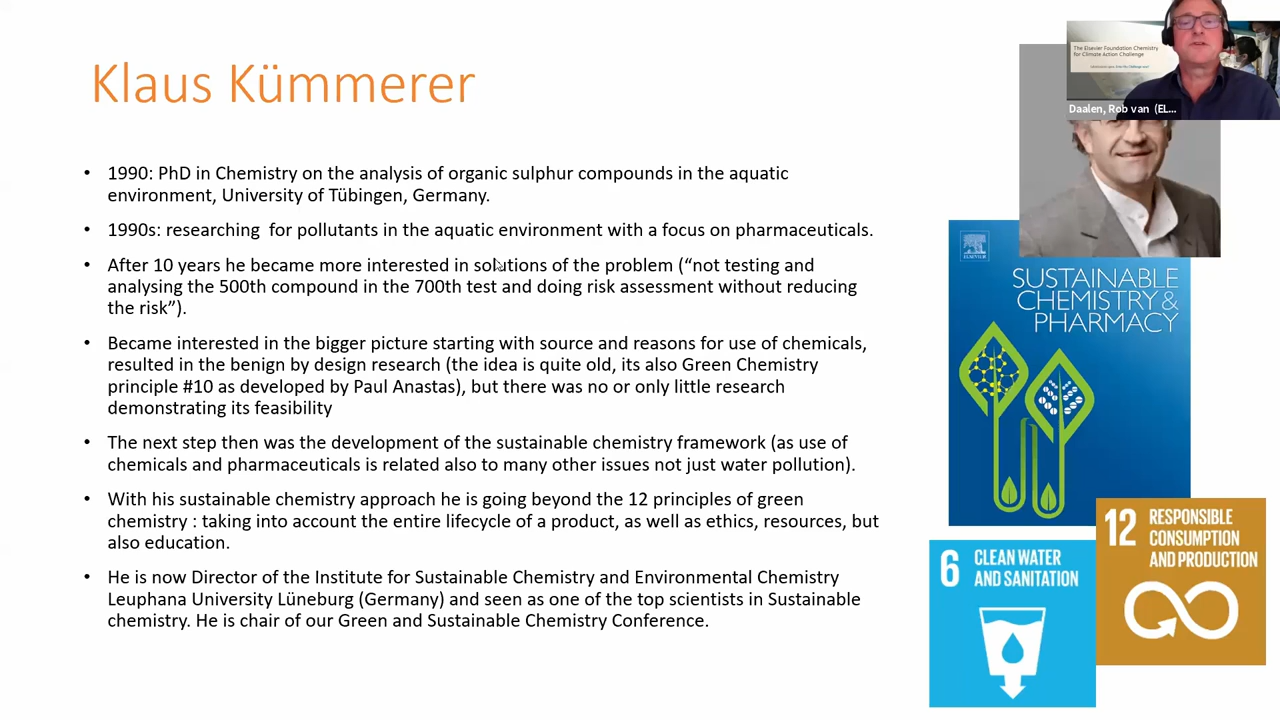 Klaus Kümmerer
• 1990: PhD in Chemistry on the analysis of organic sulphur compounds in the aquatic
environment, University of Tübingen, Germany.
• 1990s: researching  for pollutants in the aquatic environment with a focus on pharmaceuticals.
• After 10 years he became more interested in solutions of the problem (“not testing and
analysing the 500th compound in the 700th test and doing risk assessment without reducing
the risk”).
• Became interested in the bigger picture starting with source and reasons for use of chemicals,
resulted in the benign by design research (the idea is quite old, its also Green Chemistry
principle #10 as developed by Paul Anastas), but there was no or only little research
demonstrating its feasibility
• The next step then was the development of the sustainable chemistry framework (as use of
chemicals and pharmaceuticals is related also to many other issues not just water pollution).
• With his sustainable chemistry approach he is going beyond the 12 principles of green
chemistry : taking into account the entire lifecycle of a product, as well as ethics, resources, but
also education.
• He is now Director of the Institute for Sustainable Chemistry and Environmental Chemistry
Leuphana University Lüneburg (Germany) and seen as one of the top scientists in Sustainable
chemistry. He is chair of our Green and Sustainable Chemistry Conference.
The Elsevier Foundation Chemistry
for Climate Action Challenge
Daalen, Rob van (EL...
ELSEVIER
SUSTAINABLE
CHEMISTRY &
PHARMACY
12 RESPONSIBLE
CONSUMPTION
AND PRODUCTION
6 CLEAN WATER
AND SANITATION